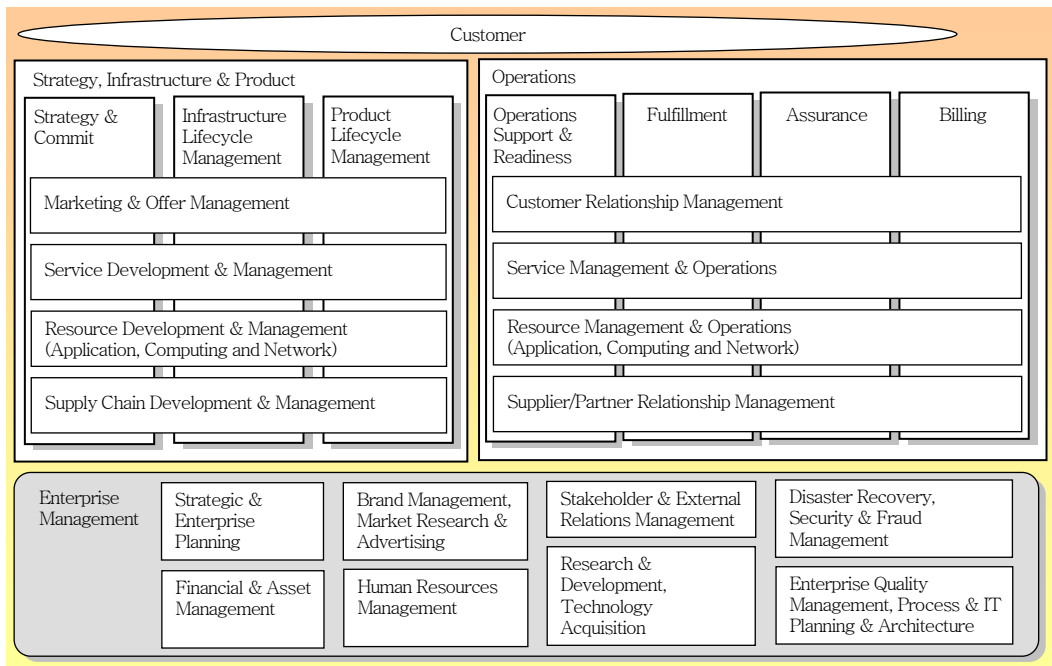 Customer
Strategy, Infrastructure & Product
Strategy &
Commit
Infrastructure
Lifecycle
Management
Product
Lifecycle
Management
Marketing & Offer Management
Service Development & Management
Resource Development & Management
(Application, Computing and Network)
Supply Chain Development & Management
Operations
Operations
Support &
Readiness
Fulfillment
Assurance
Billing
Customer Relationship Management
Service Management & Operations
Resource Management & Operations
(Application, Computing and Network)
Supplier/Partner Relationship Management
Enterprise
Management
Strategic &
Enterprise
Planning
Brand Management,
Market Research &
Advertising
Stakeholder & External
Relations Management
Disaster Recovery,
Security & Fraud
Management
Financial & Asset
Management
Human Resources
Management
Research &
Development,
Technology
Acquisition
Enterprise Quality
Management, Process & IT
Planning & Architecture